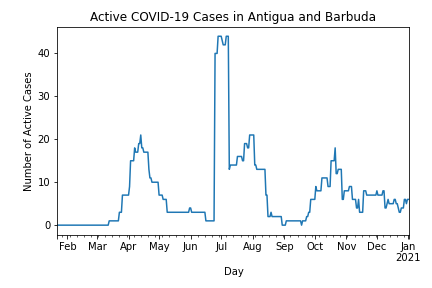 Active COVID-19 Cases in Antigua and Barbuda
Number of Active Cases
40
30
20
10
0
Feb Mar Apr May Jun Jul Aug Sep Oct Nov Dec Jan
2021
Day